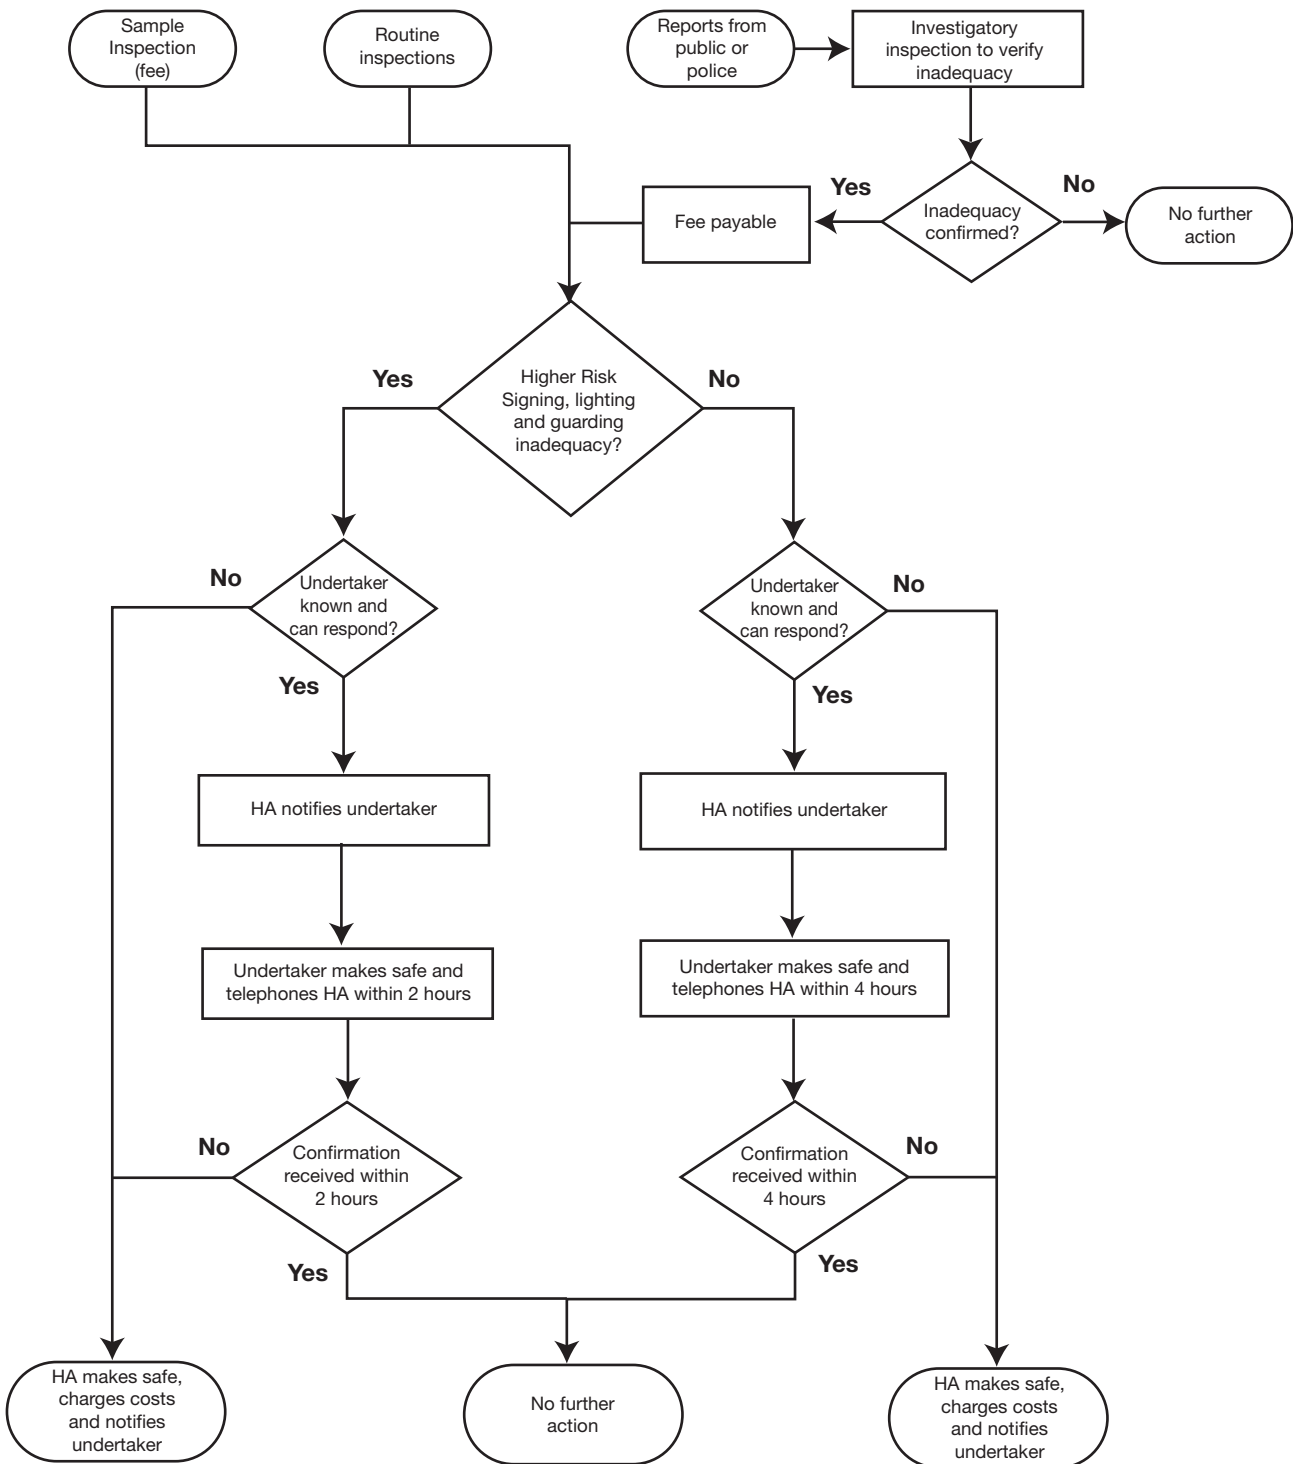 Sample
Inspection
(fee)
Routine
inspections
Reports from
public or
police
Investigatory
inspection to verify
inadequacy
Yes
No
Fee payable
Inadequacy
confirmed?
No further
action
Yes
No
Higher Risk
Signing, lighting
and guarding
inadequacy?
No
Undertaker
known and
can respond?
Yes
Undertaker
known and
can respond?
No
Yes
HA notifies undertaker
HA notifies undertaker
Undertaker makes safe and
telephones HA within 2 hours
Undertaker makes safe and
telephones HA within 4 hours
No
Confirmation
received within
2 hours
Yes
Confirmation
received within
4 hours
No
Yes
HA makes safe,
charges costs
and notifies
undertaker
No further
action
HA makes safe,
charges costs
and notifies
undertaker